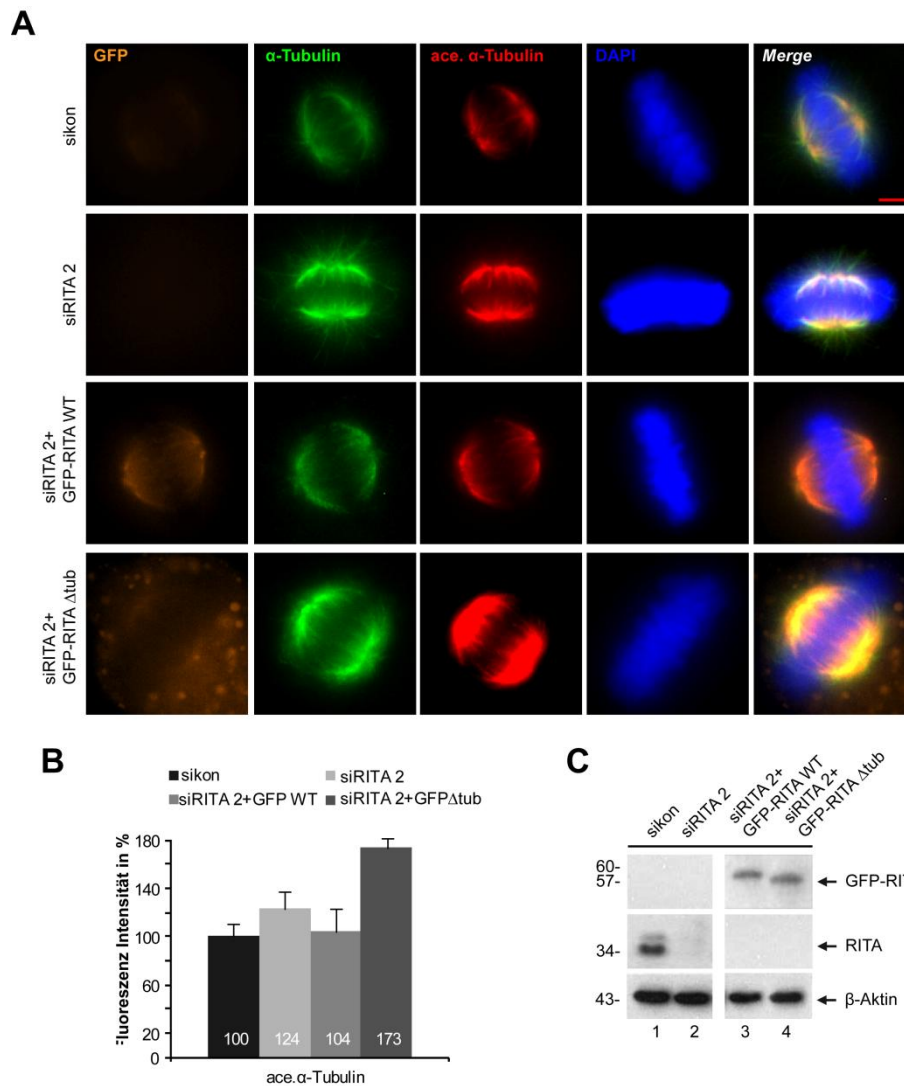 A
GFP α-Tubulin ace. α-Tubulin DAPI Merge
sikon
siRITA 2
siRITA 2+
GFP-RITA WT
siRITA 2+
GFP-RITA Δtub
B
sikon siRITA 2
siRITA 2+GFP WT siRITA 2+GFPΔtub
Fluoreszenz Intensität in %
180
140
100
60
20
0
100 124 104 173
ace.α-Tubulin
C
sikon
siRITA 2
siRITA 2+
GFP-RITA WT
siRITA 2+
GFP-RITA Δtub
60-
57-
GFP-RIT
34-
RITA
43-
β-Aktin
1 2 3 4